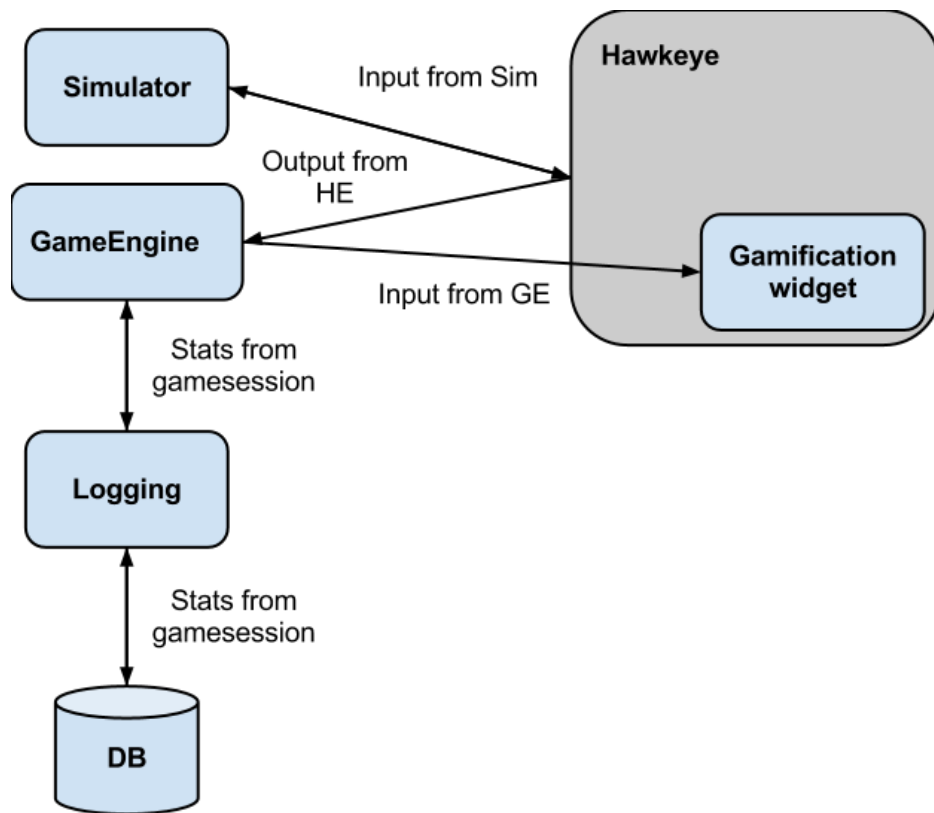 Simulator
Input from Sim
Hawkeye
Output from
HE
GameEngine
Gamification
widget
Input from GE
Stats from
gamesession
Logging
Stats from
gamesession
DB